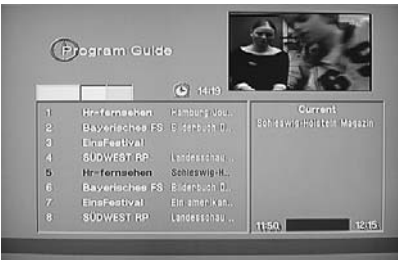 Program Guide
14:19
1 Hr-fernsehen Hamburg Jou..
2 Bayerisches FS Bilderbuch D..
3 EinsFestival
4 SÜDWEST RP Landesschau ..
5 Hr-fernsehen Schleswig-H..
6 Bayerisches FS Bilderbuch D..
7 EinsFestival Ein amerikan..
8 SÜDWEST RP Landesschau ..
Current
Schleswig-Holstein Magazin
11:50 12:15